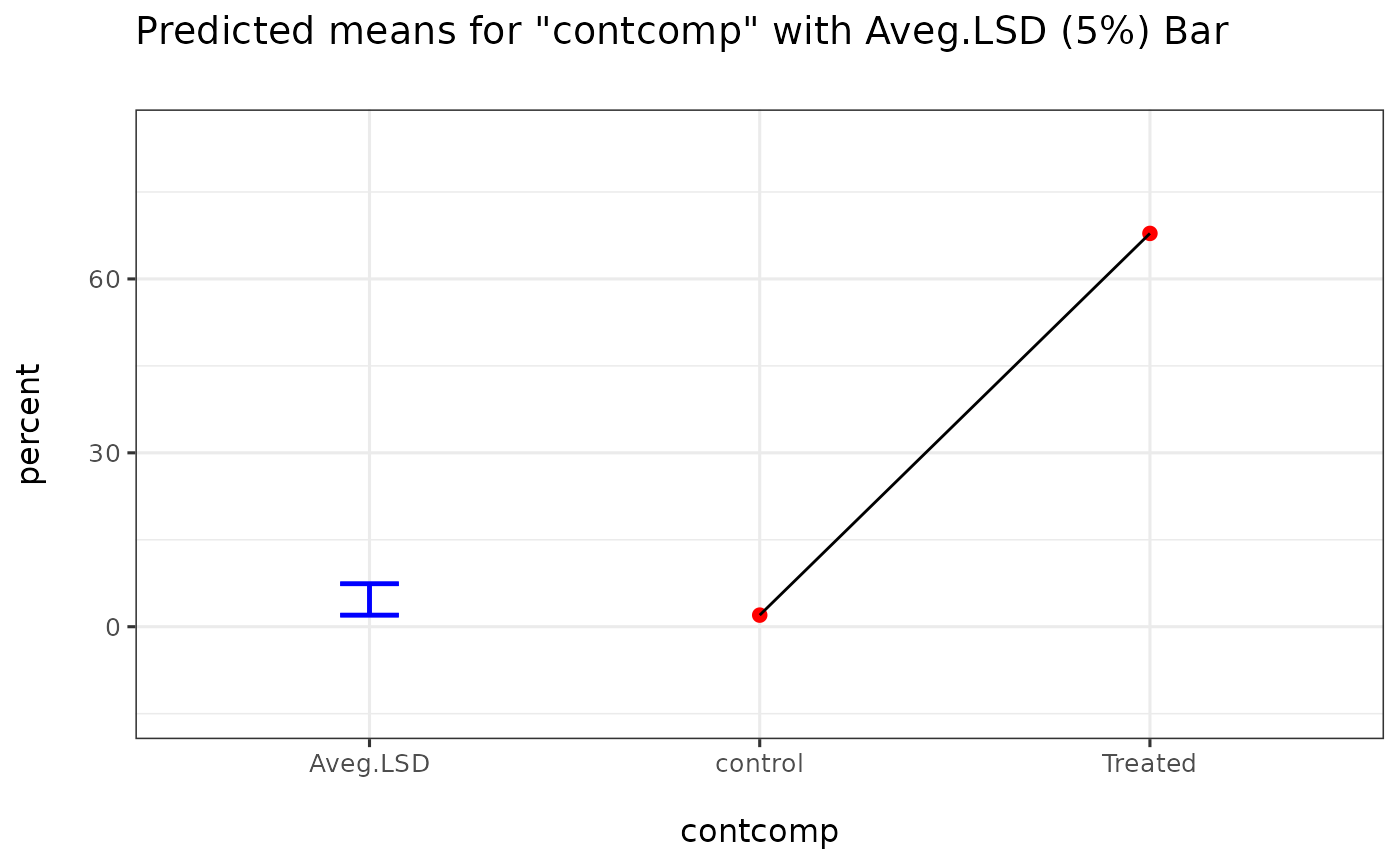 Predicted means for "contcomp" with Aveg.LSD (5%) Bar
percent
60
30
0
Aveg.LSD control Treated
contcomp